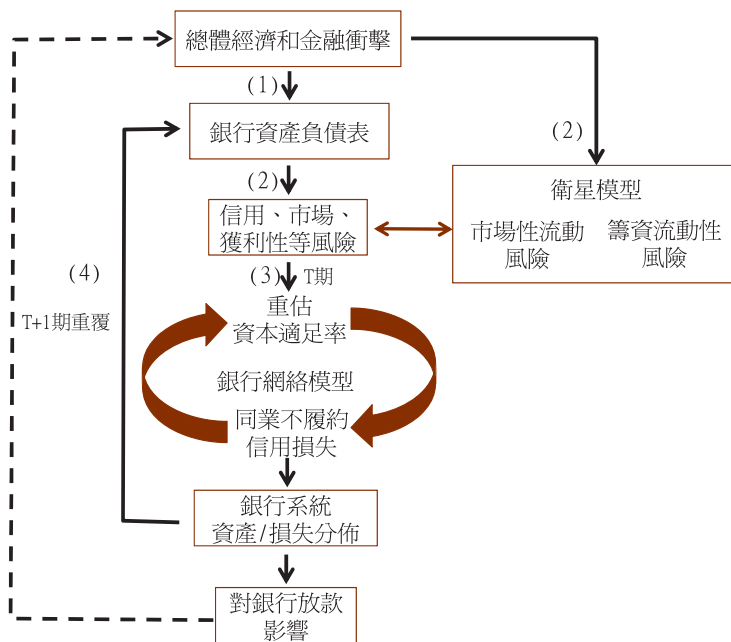 總體經濟和金融衝擊
(1)
銀行資產負債表
(2)
(2)
衛星模型
市場性流動
風險
籌資流動性
風險
信用、市場、
獲利性等風險
(3)
T期
(4)
T+1期重覆
重估
資本適足率
銀行網絡模型
同業不履約
信用損失
銀行系統
資產/損失分佈
對銀行放款
影響